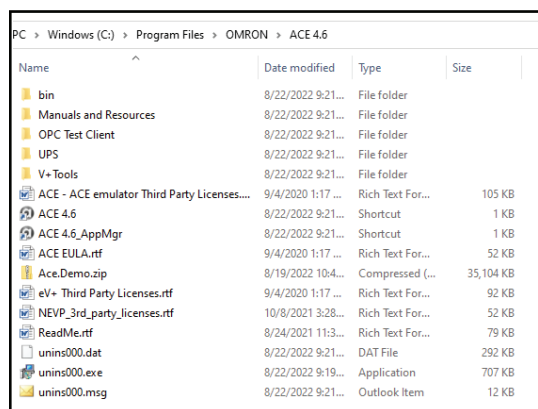 PC > Windows (C:) > Program Files > OMRON > ACE 4.6
Name Date modified Type Size
bin 8/22/2022 9:21... File folder
Manuals and Resources 8/22/2022 9:21... File folder
OPC Test Client 8/22/2022 9:21... File folder
UPS 8/22/2022 9:21... File folder
V+Tools 8/22/2022 9:21... File folder
ACE - ACE emulator Third Party Licenses.... 9/4/2020 1:17 ... Rich Text For... 105 KB
ACE 4.6 8/22/2022 9:21... Shortcut 1 KB
ACE 4.6_AppMgr 8/22/2022 9:21... Shortcut 1 KB
ACE EULA.rtf 9/4/2020 1:17 ... Rich Text For... 52 KB
Ace.Demo.zip 8/19/2022 10:4... Compressed (... 35,104 KB
eV+ Third Party Licenses.rtf 9/4/2020 1:17 ... Rich Text For... 92 KB
NEVP_3rd_party_licenses.rtf 10/8/2021 3:28... Rich Text For... 52 KB
ReadMe.rtf 8/24/2021 11:3... Rich Text For... 79 KB
unins000.dat 8/22/2022 9:21... DAT File 292 KB
unins000.exe 8/22/2022 9:19... Application 707 KB
unins000.msg 8/22/2022 9:21... Outlook Item 12 KB